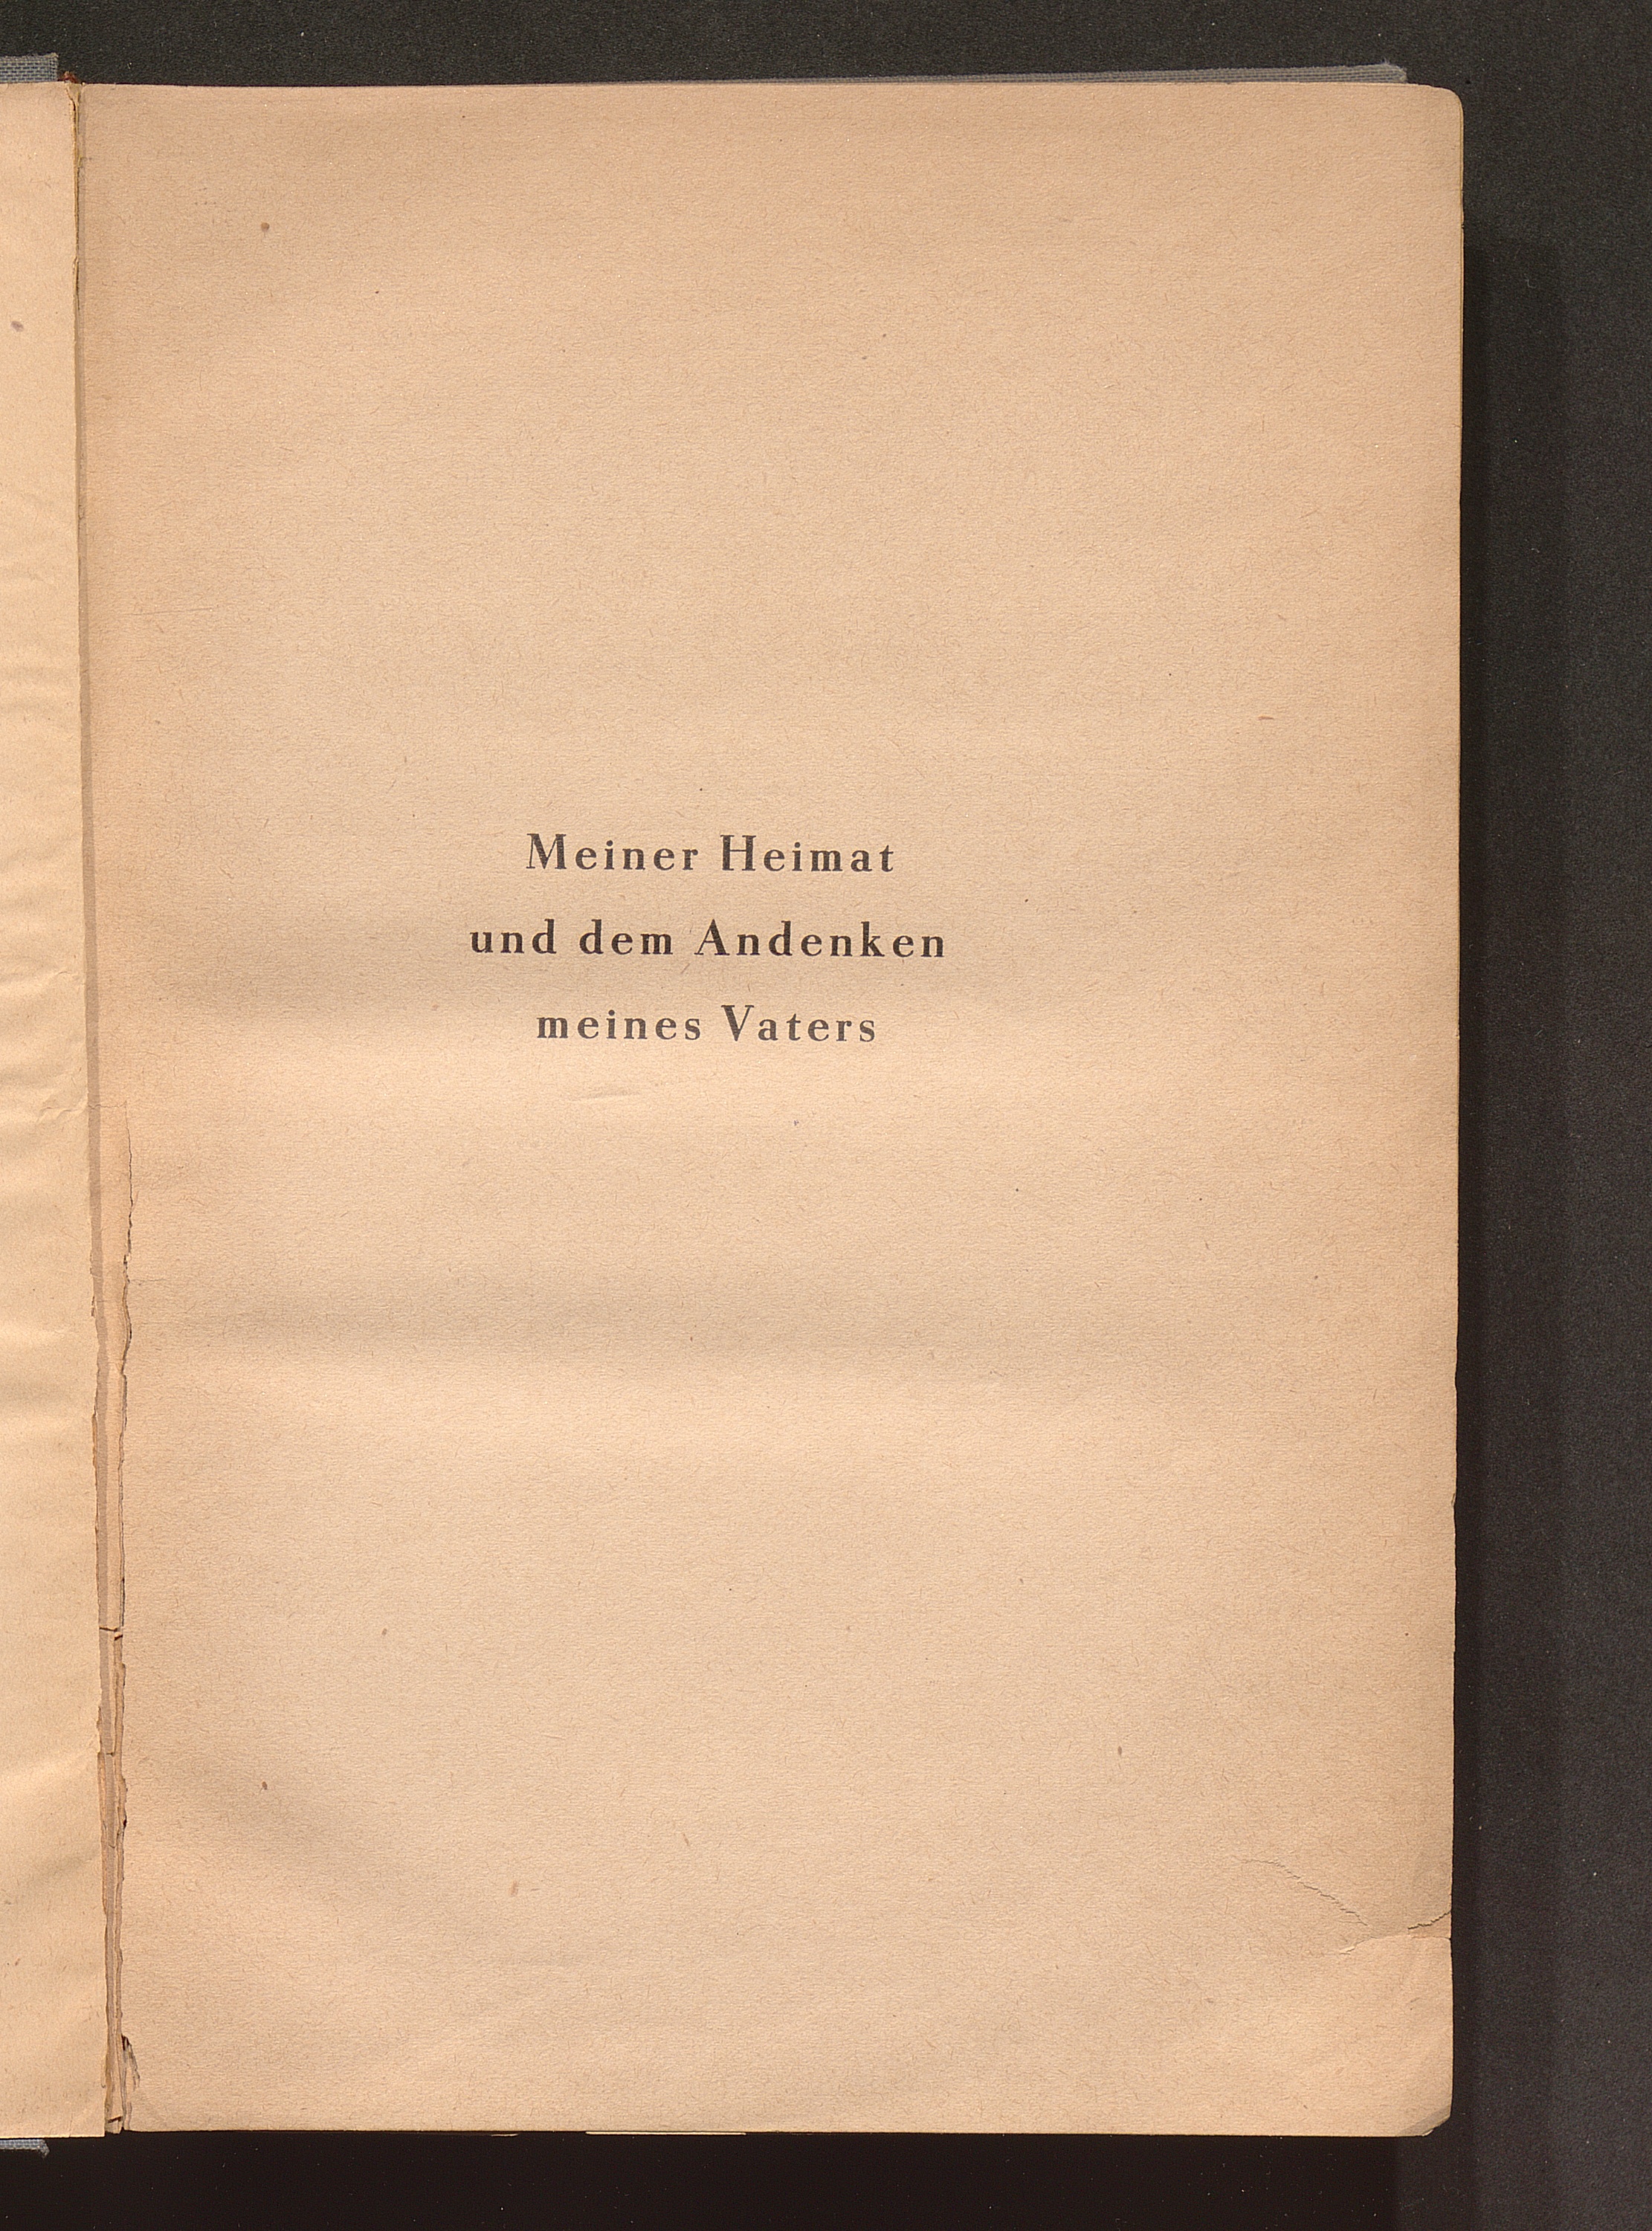 Meiner Heimat
und dem Andenken
meines Vaters